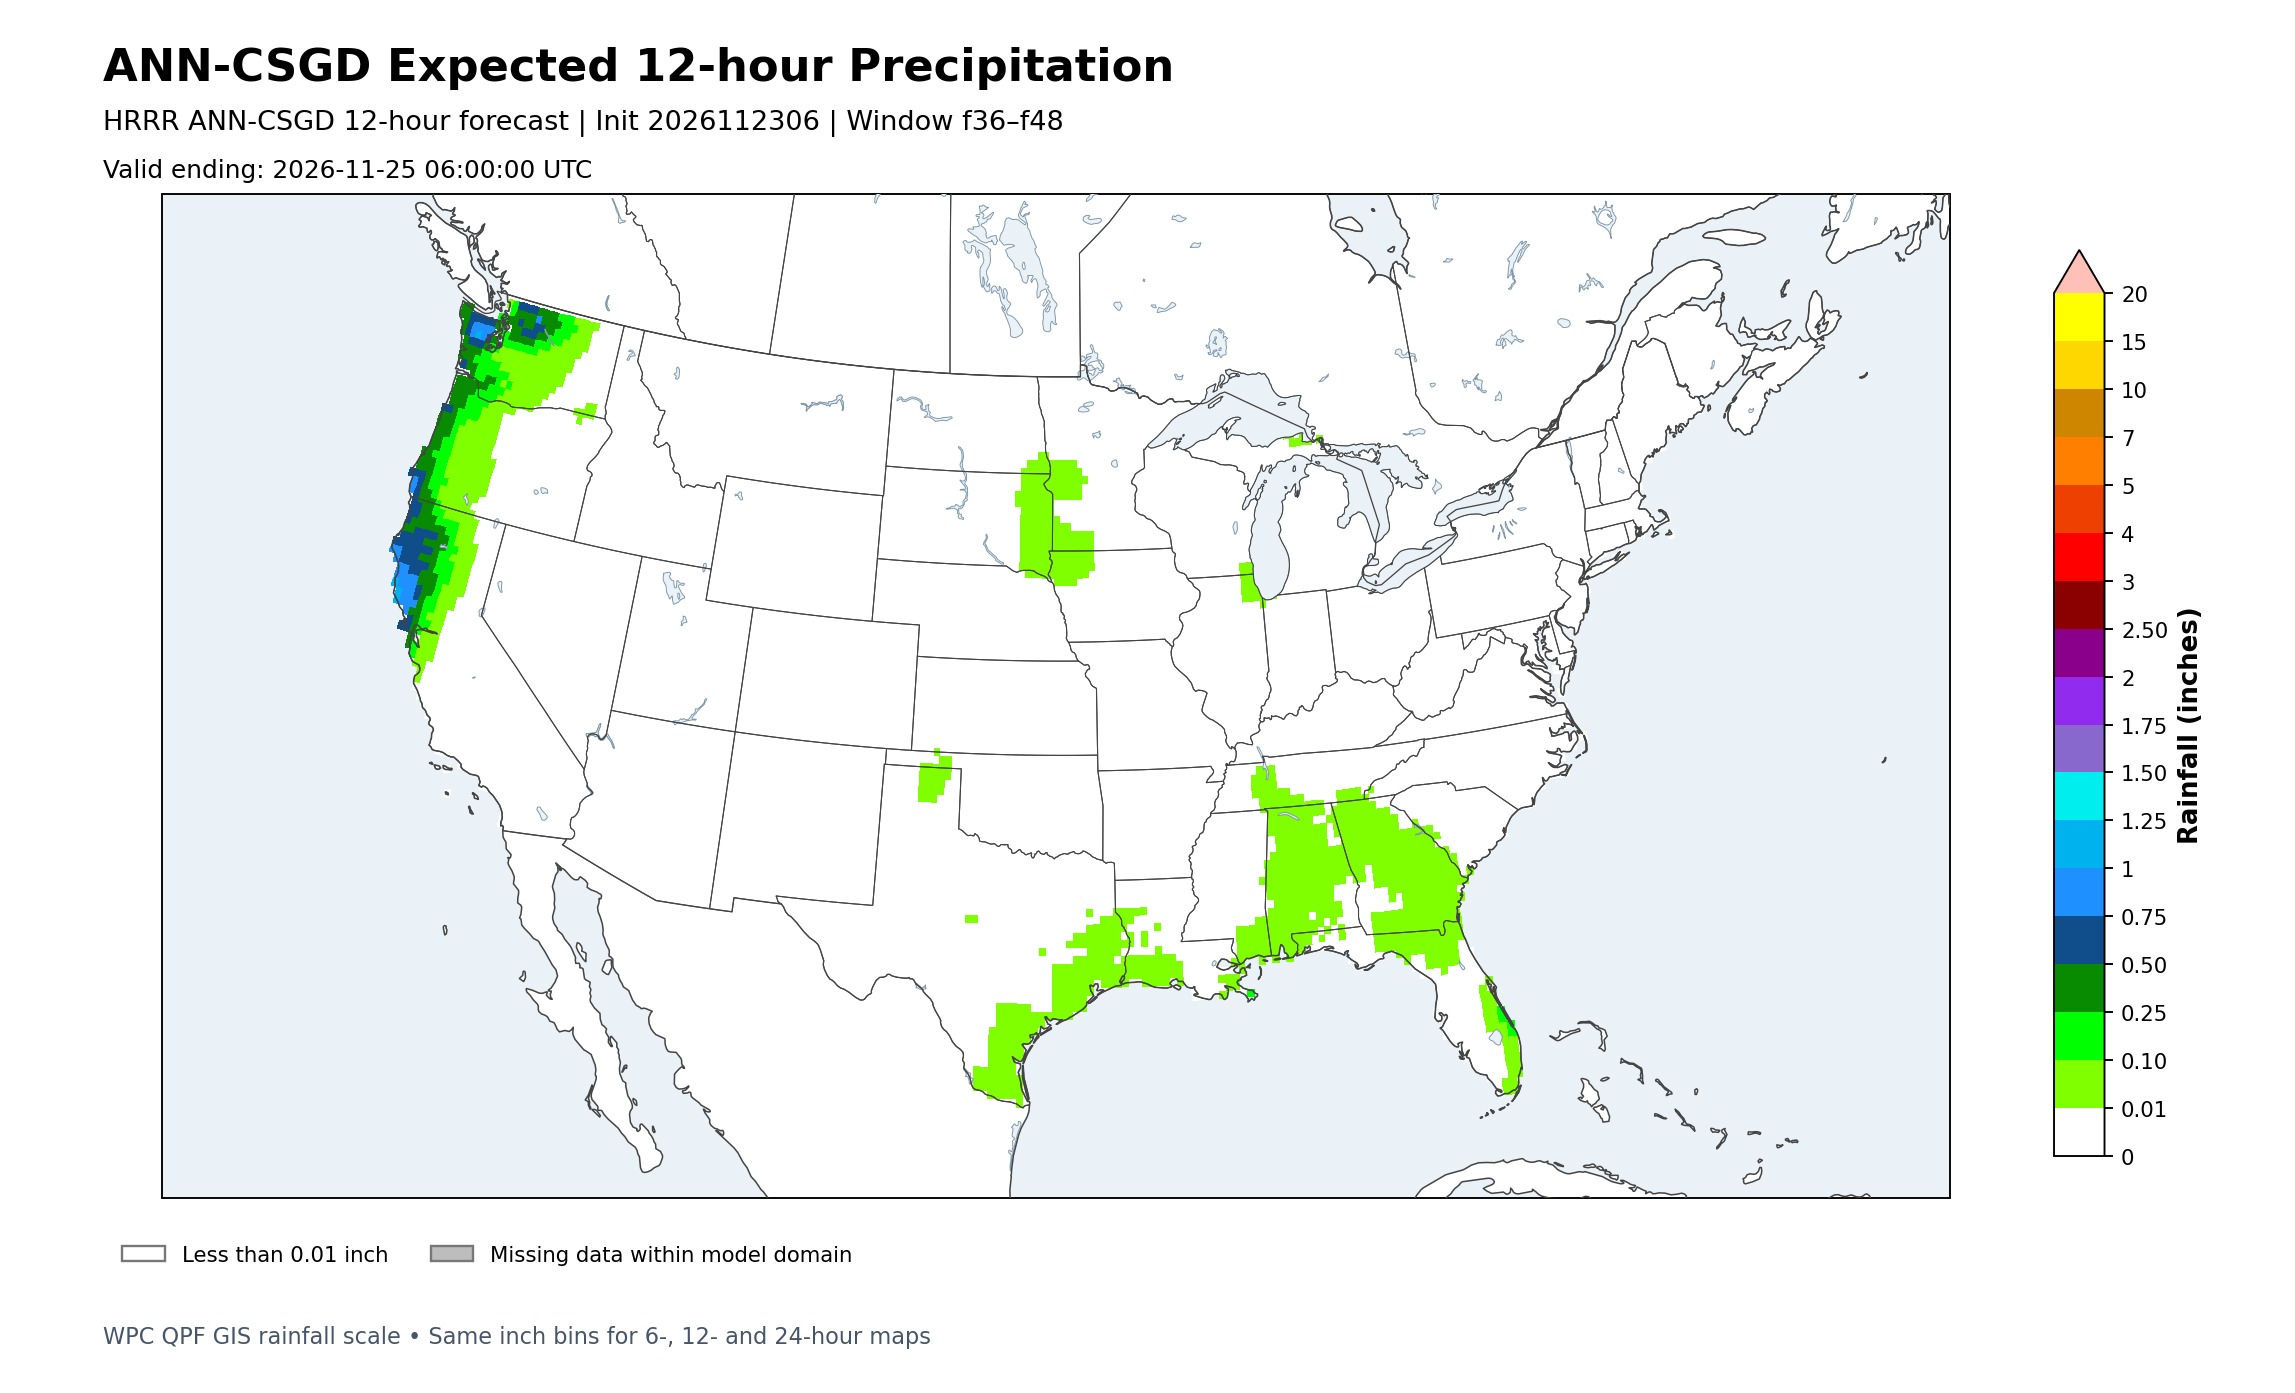 ANN-CSGD Expected 12-hour Precipitation
HRRR ANN-CSGD 12-hour forecast | Init 2026112306 | Window f36–f48
Valid ending: 2026-11-25 06:00:00 UTC
20
15
10
7
5
4
3
2.50
2
1.75
1.50
1.25
1
0.75
0.50
0.25
0.10
0.01
0
Rainfall (inches)
Less than 0.01 inch
Missing data within model domain
WPC QPF GIS rainfall scale • Same inch bins for 6-, 12- and 24-hour maps